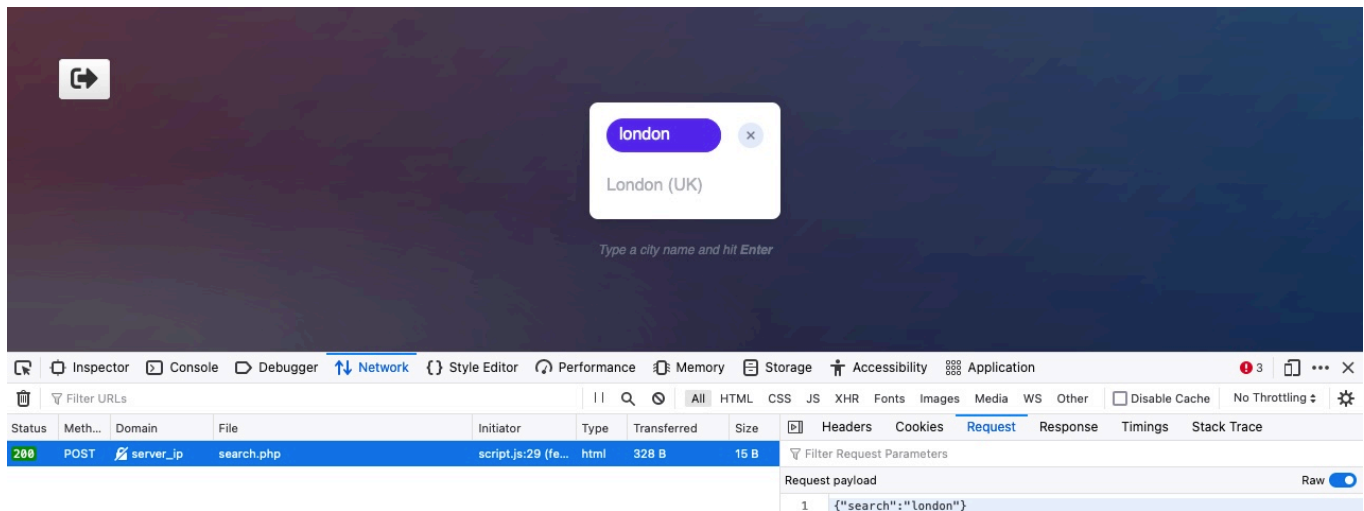 london
London (UK)
Type a city name and hit Enter
Inspector Console Debugger Network Style Editor Performance Memory Storage Accessibility Application 3
Filter URLs All HTML CSS JS XHR Fonts Images Media WS Other Disable Cache No Throttling
Status Meth... Domain File Initiator Type Transferred Size Headers Cookies Request Response Timings Stack Trace
200 POST server_ip search.php script.js:29 (fe... html 328 B 15 B Filter Request Parameters
Request payload Raw
1 {"search":"london"}